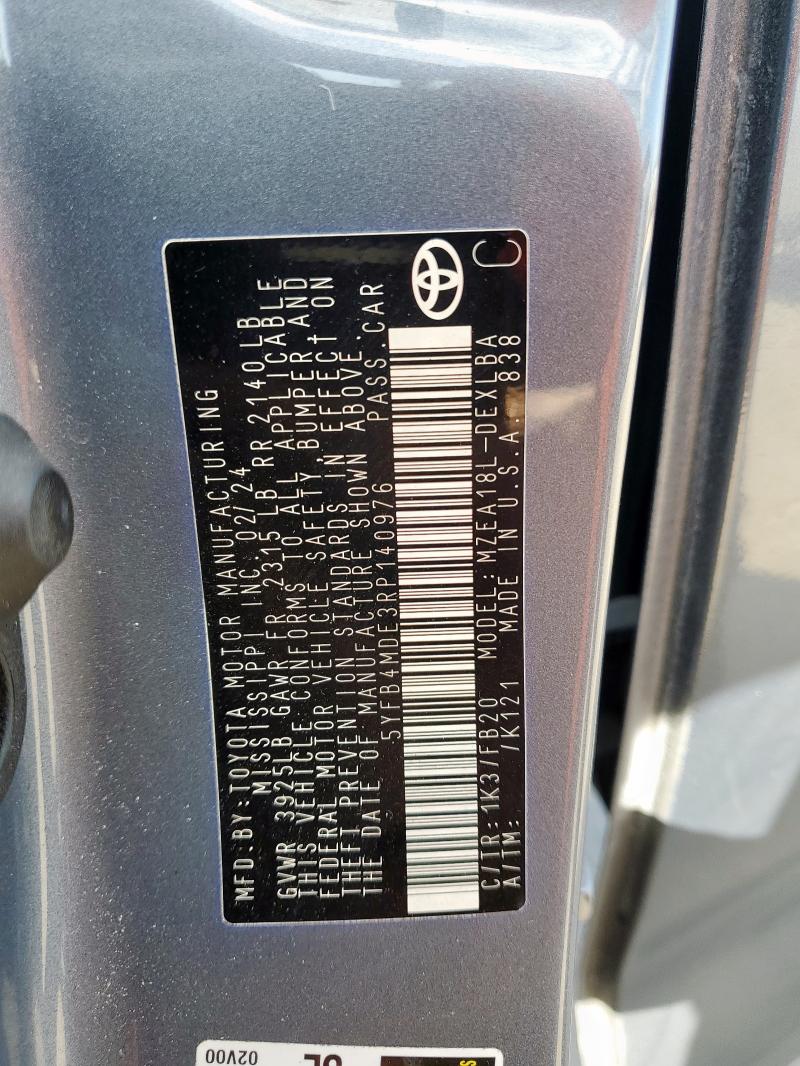 MFD.BY:TOYOTA MOTOR MANUFACTURING
MISSISSIPPI INC.02/24
GVWR 3925LB GAWR FR 2315 LB RR 2140 LB
THIS VEHICLE CONFORMS TO ALL APPLICABLE
FEDERAL MOTOR VEHICLE SAFETY, BUMPER, AND
THEFT PREVENTION STANDARDS IN EFFECT ON
THE DATE OF MANUFACTURE SHOWN ABOVE.
5YFB4MDE3RP140976 PASS.CAR
C/TR:1K3/FB20 MODEL:MZEA18L-DEXLBA
A/TM: /K121 MADE IN U.S.A. 838
C
02V00